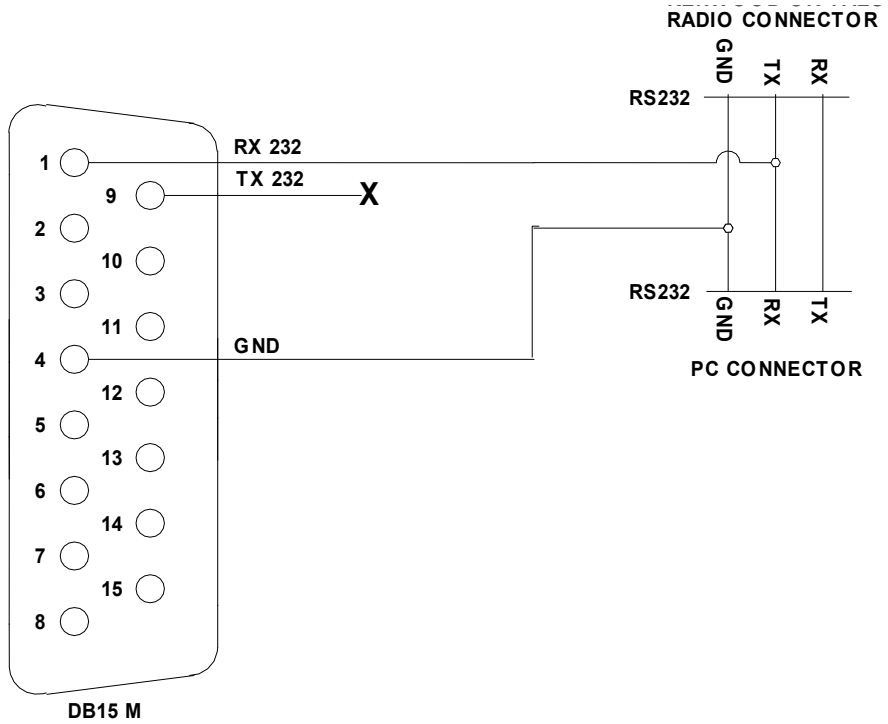 RADIO CONNECTOR
GND TX RX
RS232
1 RX 232
9 TX 232 X
2
10
3
RS232
GND RX TX
11
4 GND
PC CONNECTOR
12
5
13
6
14
7
15
8
DB15 M